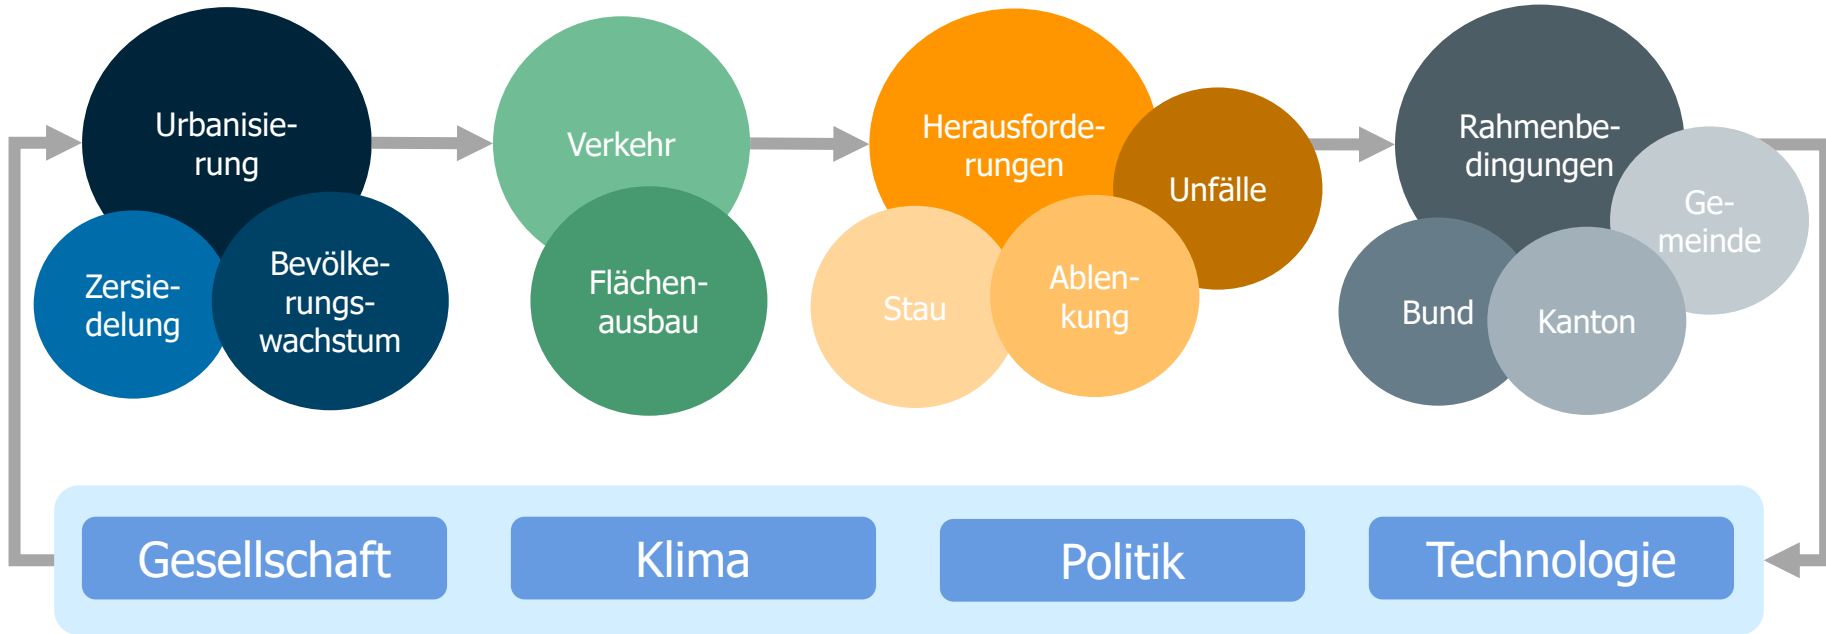 Urbanisie-
rung
Zersie-
delung
Bevölke-
rungs-
wachstum
Verkehr
Flächen-
ausbau
Herausforde-
rungen
Unfälle
Stau
Ablen-
kung
Rahmenbe-
dingungen
Ge-
meinde
Bund
Kanton
Gesellschaft
Klima
Politik
Technologie